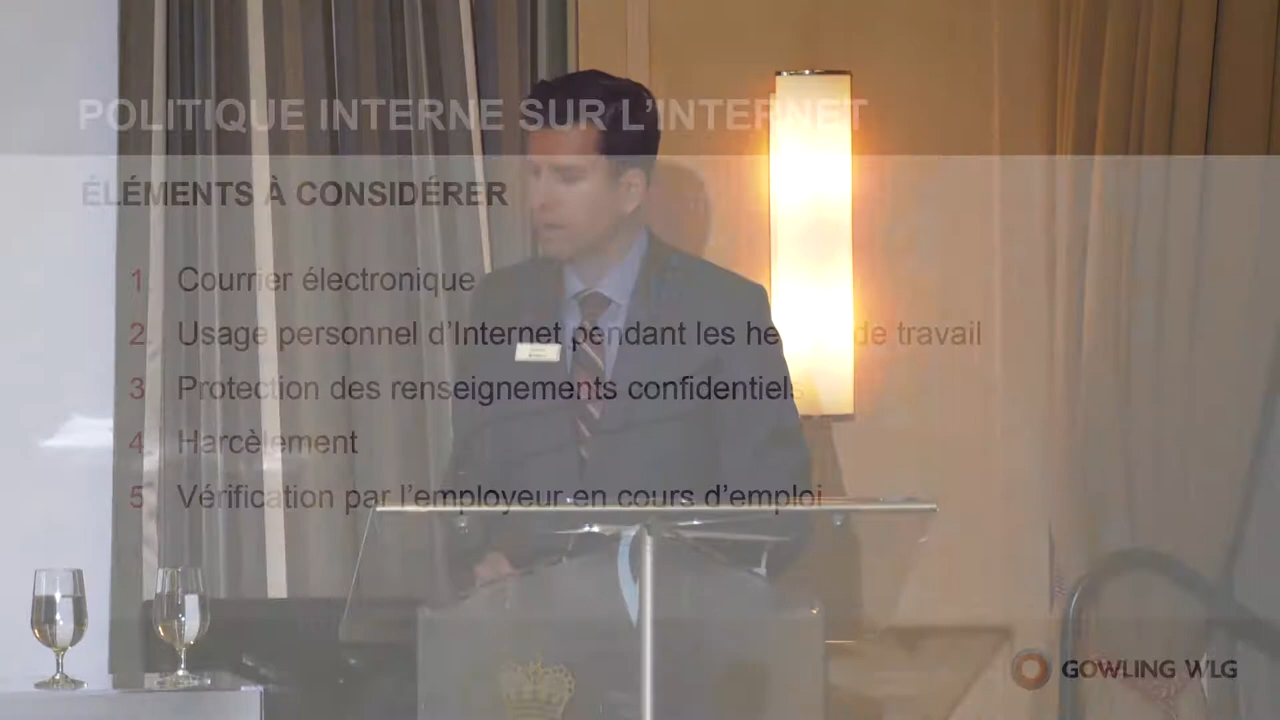 POLITIQUE INTERNE SUR L'INTERNET
ÉLÉMENTS À CONSIDÉRER
1. Courrier électronique
2. Usage personnel d'Internet pendant les heures de travail
3 Protection des renseignements confidentiels
4. Harcèlement
5. Vérification par l'employeur en cours d'emploi
GOWLING WLG